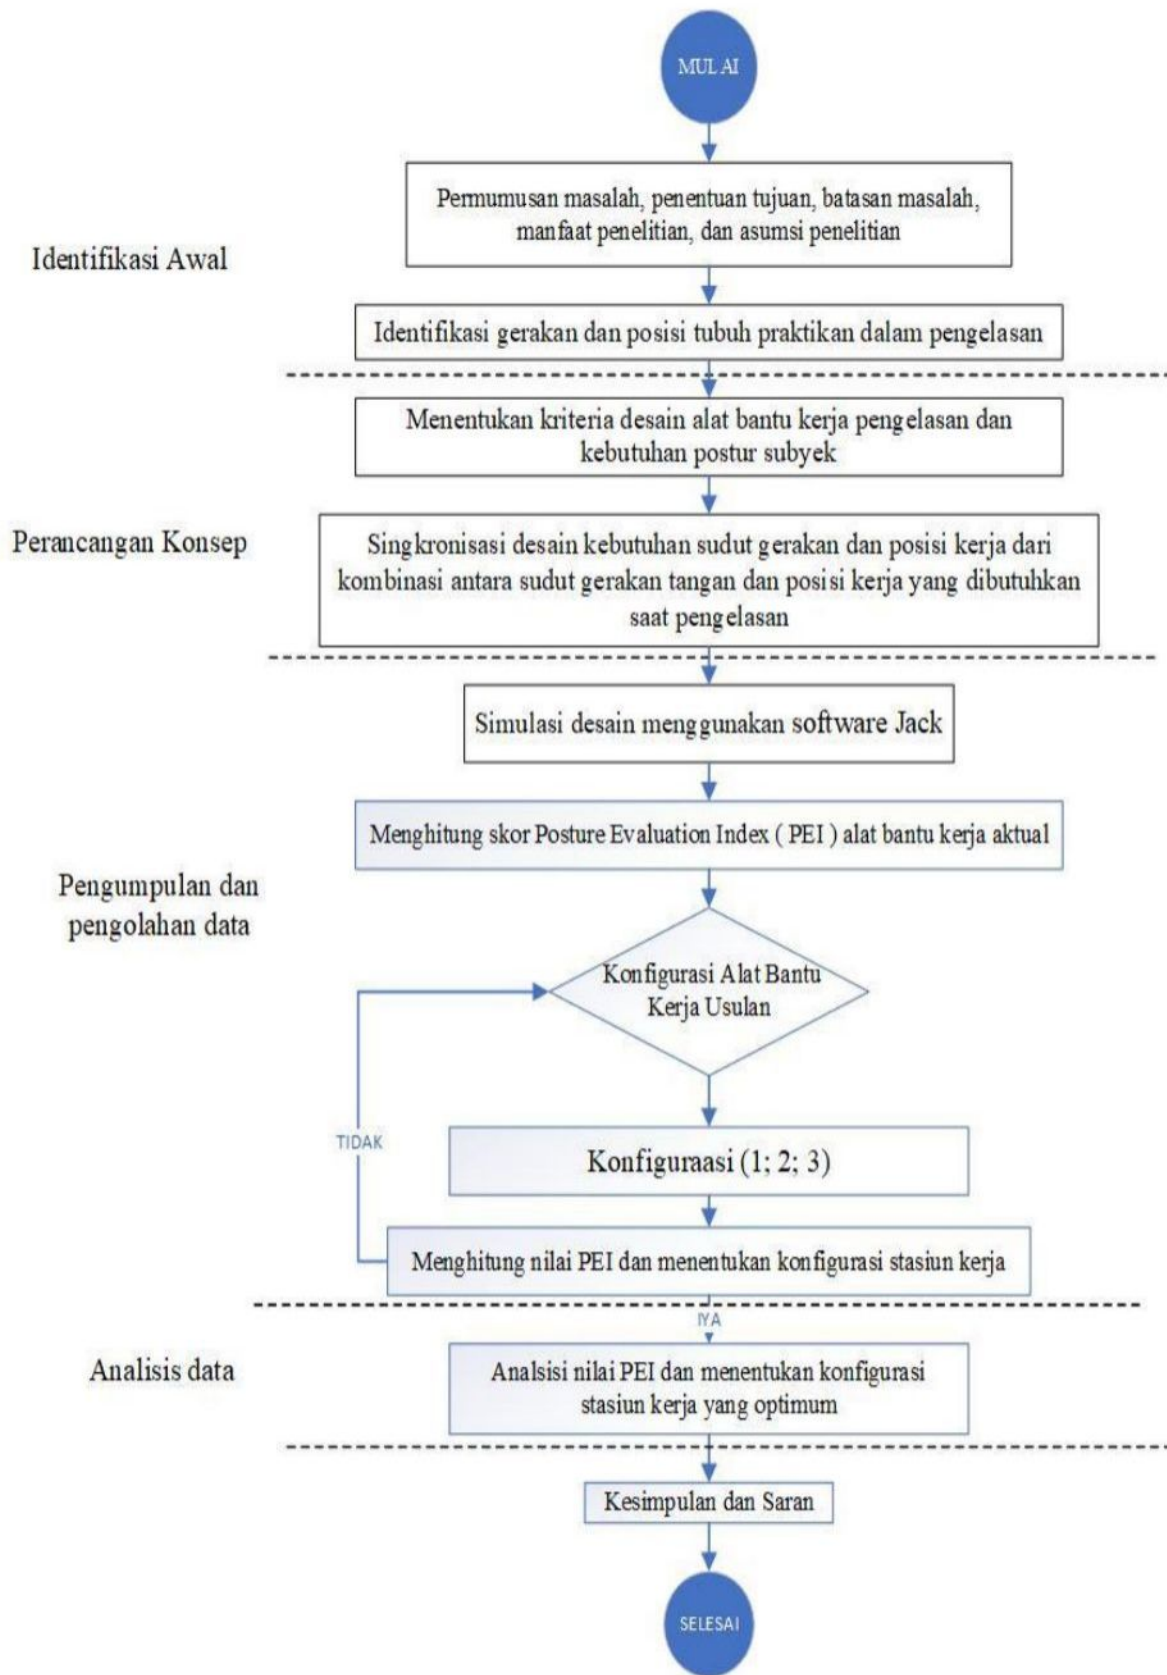 MULAI
Permumusan masalah, penentuan tujuan, batasan masalah,
manfaat penelitian, dan asumsi penelitian
Identifikasi Awal
Identifikasi gerakan dan posisi tubuh praktikan dalam pengelasan
Menentukan kriteria desain alat bantu kerja pengelasan dan
kebutuhan postur subyek
Perancangan Konsep
Singkronisasi desain kebutuhan sudut gerakan dan posisi kerja dari
kombinasi antara sudut gerakan tangan dan posisi kerja yang dibutuhkan
saat pengelasan
Simulasi desain menggunakan software Jack
Menghitung skor Posture Evaluation Index ( PEI ) alat bantu kerja aktual
Pengumpulan dan
pengolahan data
Konfigurasi Alat Bantu
Kerja Usulan
TIDAK
Konfiguraasi (1; 2; 3)
Menghitung nilai PEI dan menentukan konfigurasi stasiun kerja
IYA
Analisis data
Analsisi nilai PEI dan menentukan konfigurasi
stasiun kerja yang optimum
Kesimpulan dan Saran
SELESAI